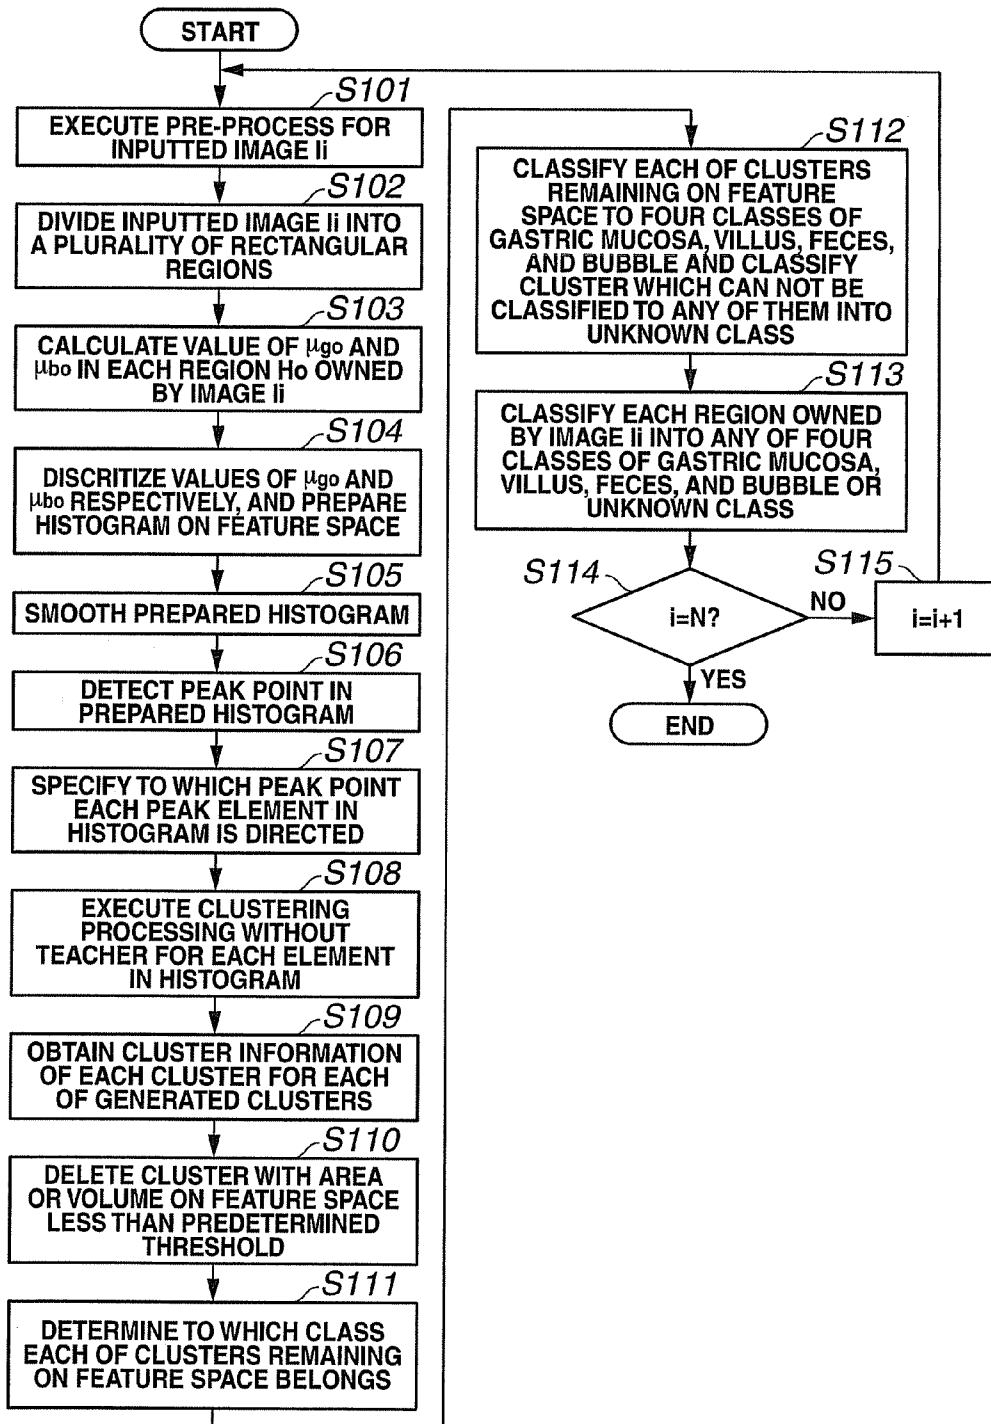 START
S101
EXECUTE PRE-PROCESS FOR
INPUTTED IMAGE Ii
S102
DIVIDE INPUTTED IMAGE Ii INTO
A PLURALITY OF RECTANGULAR
REGIONS
S103
CALCULATE VALUE OF μgo AND
μbo IN EACH REGION Ho OWNED
BY IMAGE Ii
S104
DISCRITIZE VALUES OF μgo AND
μbo RESPECTIVELY, AND PREPARE
HISTOGRAM ON FEATURE SPACE
S105
SMOOTH PREPARED HISTOGRAM
S106
DETECT PEAK POINT IN
PREPARED HISTOGRAM
S107
SPECIFY TO WHICH PEAK POINT
EACH PEAK ELEMENT IN
HISTOGRAM IS DIRECTED
S108
EXECUTE CLUSTERING
PROCESSING WITHOUT
TEACHER FOR EACH ELEMENT
IN HISTOGRAM
S109
OBTAIN CLUSTER INFORMATION
OF EACH CLUSTER FOR EACH
OF GENERATED CLUSTERS
S110
DELETE CLUSTER WITH AREA
OR VOLUME ON FEATURE SPACE
LESS THAN PREDETERMINED
THRESHOLD
S111
DETERMINE TO WHICH CLASS
EACH OF CLUSTERS REMAINING
ON FEATURE SPACE BELONGS
S112
CLASSIFY EACH OF CLUSTERS
REMAINING ON FEATURE
SPACE TO FOUR CLASSES OF
GASTRIC MUCOSA, VILLUS, FECES,
AND BUBBLE AND CLASSIFY
CLUSTER WHICH CAN NOT BE
CLASSIFIED TO ANY OF THEM INTO
UNKNOWN CLASS
S113
CLASSIFY EACH REGION OWNED
BY IMAGE Ii INTO ANY OF FOUR
CLASSES OF GASTRIC MUCOSA,
VILLUS, FECES, AND BUBBLE OR
UNKNOWN CLASS
S114
i=N?
NO
S115
i=i+1
YES
END